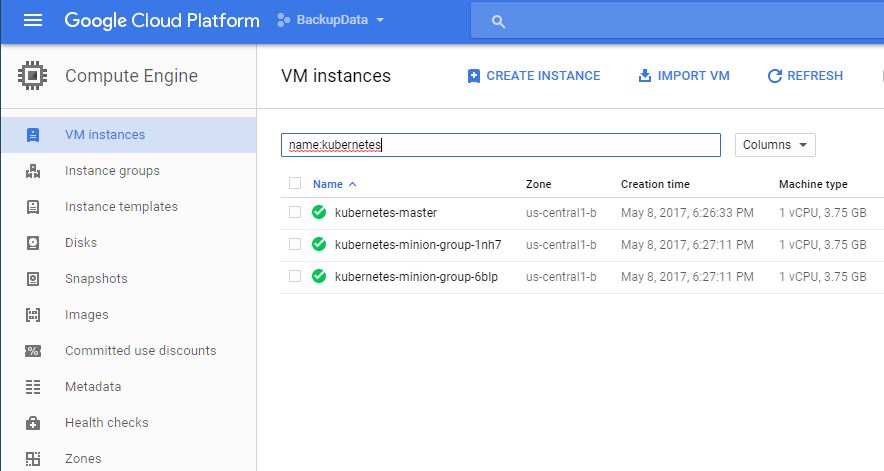 Google Cloud Platform BackupData
Compute Engine
VM instances CREATE INSTANCE IMPORT VM REFRESH
VM instances
Instance groups
Instance templates
Disks
Snapshots
Images
Committed use discounts
Metadata
Health checks
Zones
name:kubernetes Columns
Name Zone Creation time Machine type
kubernetes-master us-central1-b May 8, 2017, 6:26:33 PM 1 vCPU, 3.75 GB
kubernetes-minion-group-1nh7 us-central1-b May 8, 2017, 6:27:11 PM 1 vCPU, 3.75 GB
kubernetes-minion-group-6blp us-central1-b May 8, 2017, 6:27:11 PM 1 vCPU, 3.75 GB